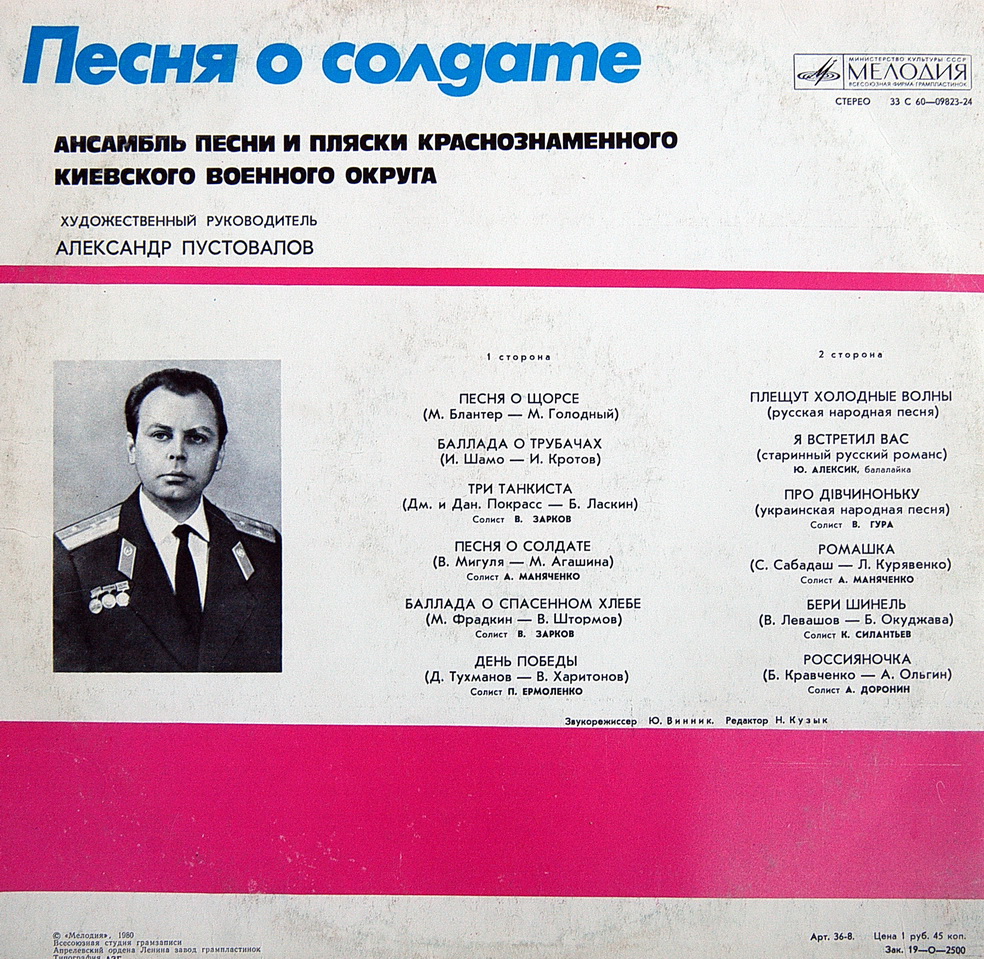 Песня о солдате
МИНИСТЕРСТВО КУЛЬТУРЫ СССР
МЕЛОДИЯ
ВСЕСОЮЗНАЯ ФИРМА ГРАМПЛАСТИНОК
СТЕРЕО 33 С 60—09823-24
АНСАМБЛЬ ПЕСНИ И ПЛЯСКИ КРАСНОЗНАМЕННОГО
КИЕВСКОГО ВОЕННОГО ОКРУГА
ХУДОЖЕСТВЕННЫЙ РУКОВОДИТЕЛЬ
АЛЕКСАНДР ПУСТОВАЛОВ
1 сторона
ПЕСНЯ О ЩОРСЕ
(М. Блантер — М. Голодный)
БАЛЛАДА О ТРУБАЧАХ
(И. Шамо — И. Кротов)
ТРИ ТАНКИСТА
(Дм. и Дан. Покрасс — Б. Ласкин)
Солист В. ЗАРКОВ
ПЕСНЯ О СОЛДАТЕ
(В. Мигуля — М. Агашина)
Солист А. МАНЯЧЕНКО
БАЛЛАДА О СПАСЕННОМ ХЛЕБЕ
(М. Фрадкин — В. Штормов)
Солист В. ЗАРКОВ
ДЕНЬ ПОБЕДЫ
(Д. Тухманов — В. Харитонов)
Солист П. ЕРМОЛЕНКО
2 сторона
ПЛЕЩУТ ХОЛОДНЫЕ ВОЛНЫ
(русская народная песня)
Я ВСТРЕТИЛ ВАС
(старинный русский романс)
Ю. АЛЕКСИК, балалайка
ПРО ДІВЧИНОНЬКУ
(украинская народная песня)
Солист В. ГУРА
РОМАШКА
(С. Сабадаш — Л. Курявенко)
Солист А. МАНЯЧЕНКО
БЕРИ ШИНЕЛЬ
(В. Левашов — Б. Окуджава)
Солист К. СИЛАНТЬЕВ
РОССИЯНОЧКА
(Б. Кравченко — А. Ольгин)
Солист А. ДОРОНИН
Звукорежиссер Ю. Винник. Редактор Н. Кузык
© «Мелодия», 1980
Всесоюзная студия грамзаписи
Апрелевский ордена Ленина завод грампластинок
Типография АЗГ
Арт. 36-8. Цена 1 руб. 45 коп.
Зак. 19—О—2500